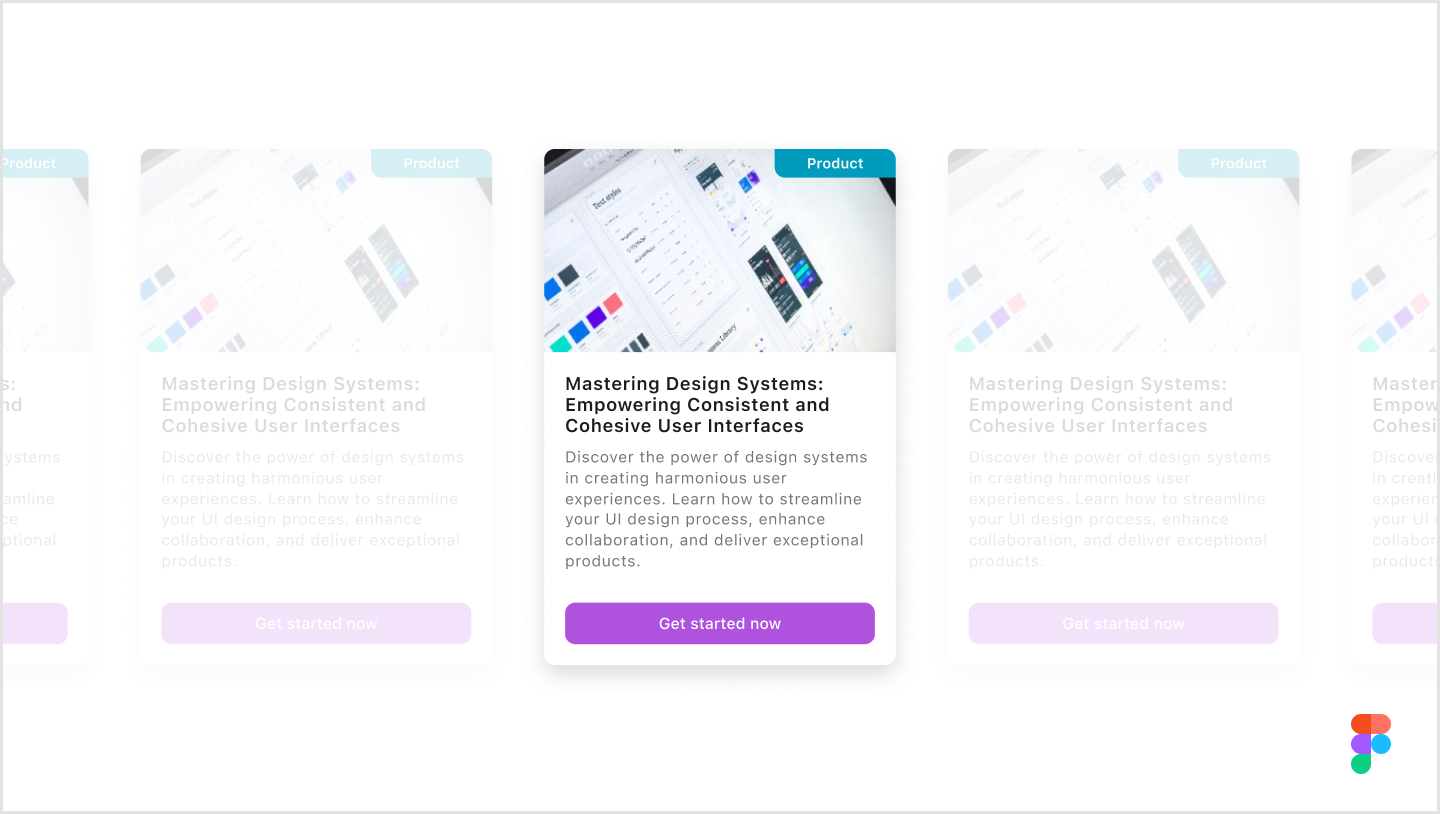 Product
Product
Product
Product
Text styles
Text styles
Text styles
s:
nd
ystems
amline
ce
ptional
Mastering Design Systems:
Empowering Consistent and
Cohesive User Interfaces
Discover the power of design systems
in creating harmonious user
experiences. Learn how to streamline
your UI design process, enhance
collaboration, and deliver exceptional
products.
Get started now
Mastering Design Systems:
Empowering Consistent and
Cohesive User Interfaces
Discover the power of design systems
in creating harmonious user
experiences. Learn how to streamline
your UI design process, enhance
collaboration, and deliver exceptional
products.
Get started now
Mastering Design Systems:
Empowering Consistent and
Cohesive User Interfaces
Discover the power of design systems
in creating harmonious user
experiences. Learn how to streamline
your UI design process, enhance
collaboration, and deliver exceptional
products.
Get started now
Master
Empow
Cohesi
Discove
in creati
experien
your UI
collabor
products